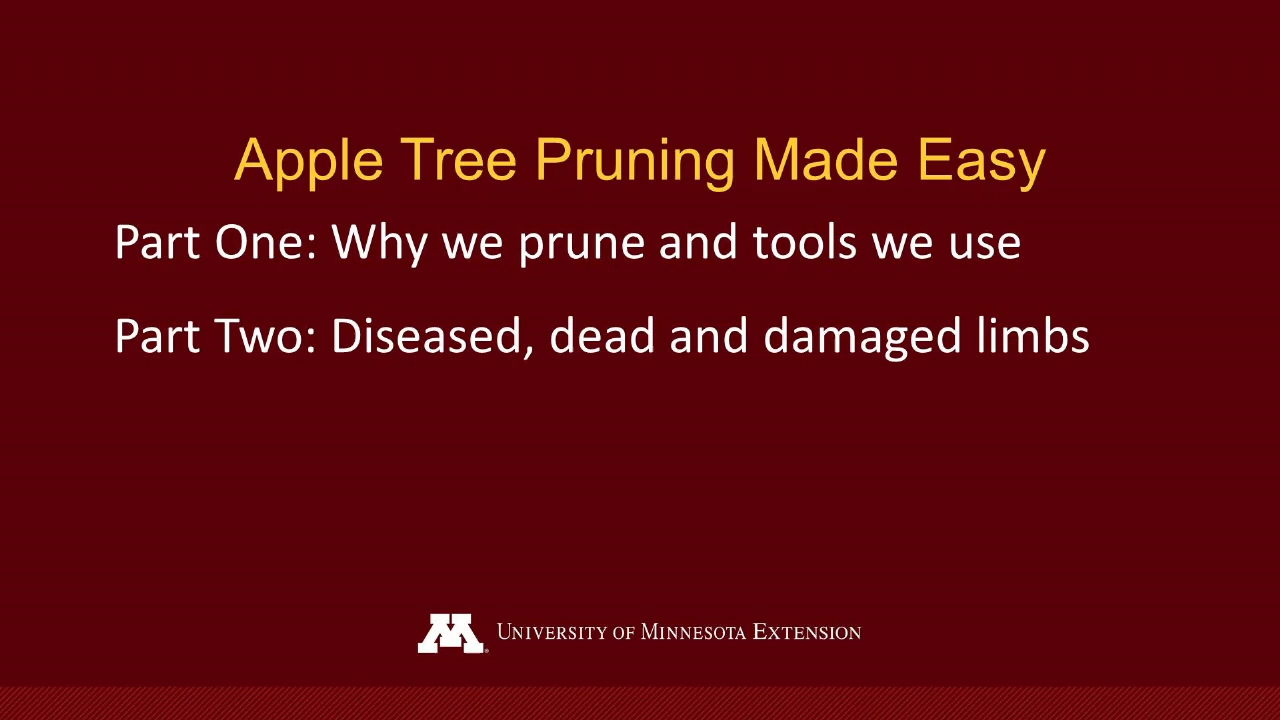 Apple Tree Pruning Made Easy
Part One: Why we prune and tools we use
Part Two: Diseased, dead and damaged limbs
M® UNIVERSITY OF MINNESOTA EXTENSION